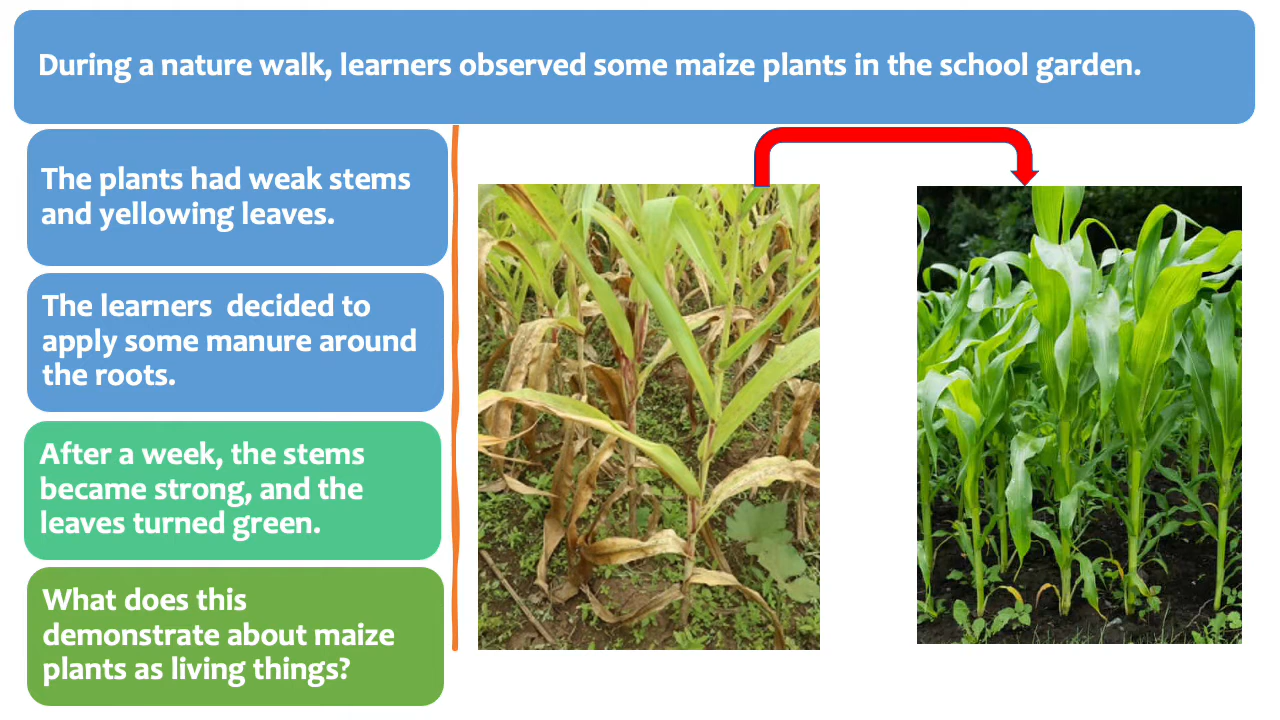 During a nature walk, learners observed some maize plants in the school garden.
The plants had weak stems
and yellowing leaves.
The learners  decided to
apply some manure around
the roots.
After a week, the stems
became strong, and the
leaves turned green.
What does this
demonstrate about maize
plants as living things?